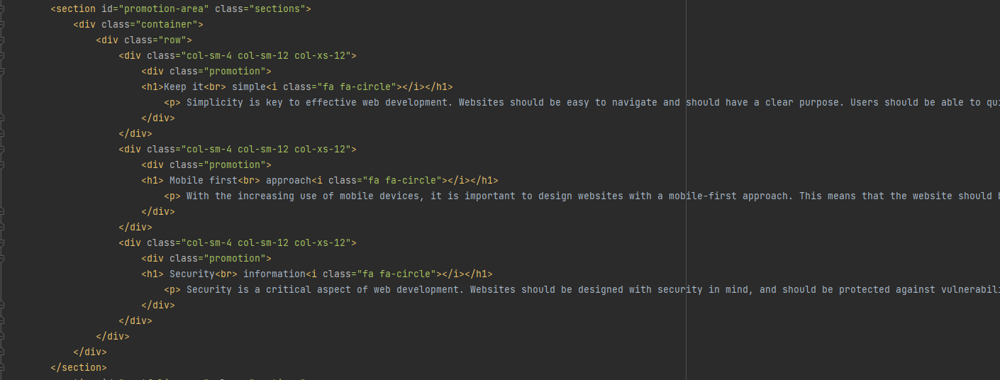 <section id="promotion-area" class="sections">
<div class="container">
<div class="row">
<div class="col-sm-4 col-sm-12 col-xs-12">
<div class="promotion">
<h1>Keep it<br> simple<i class="fa fa-circle"></i></h1>
<p> Simplicity is key to effective web development. Websites should be easy to navigate and should have a clear purpose. Users should be able to qui
</div>
</div>
<div class="col-sm-4 col-sm-12 col-xs-12">
<div class="promotion">
<h1> Mobile first<br> approach<i class="fa fa-circle"></i></h1>
<p> With the increasing use of mobile devices, it is important to design websites with a mobile-first approach. This means that the website should b
</div>
</div>
<div class="col-sm-4 col-sm-12 col-xs-12">
<div class="promotion">
<h1> Security<br> information<i class="fa fa-circle"></i></h1>
<p> Security is a critical aspect of web development. Websites should be designed with security in mind, and should be protected against vulnerabili
</div>
</div>
</div>
</div>
</section>